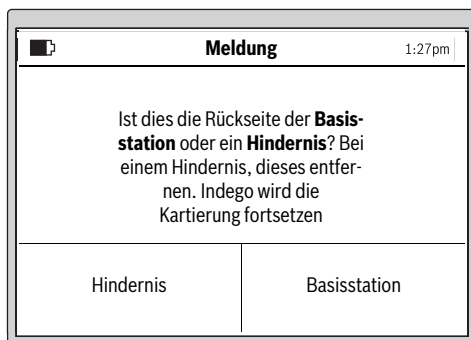 Meldung 1:27pm
Ist dies die Rückseite der Basis-
station oder ein Hindernis? Bei
einem Hindernis, dieses entfer-
nen. Indego wird die
Kartierung fortsetzen
Hindernis Basisstation